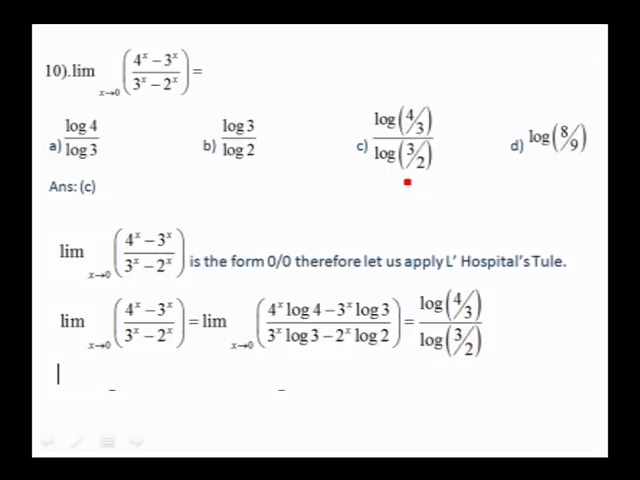 10).lim x→0 (4^x − 3^x / 3^x − 2^x) =
a) log 4 / log 3 b) log 3 / log 2 c) log(4/3) / log(3/2) d) log(8/9)
Ans: (c)
lim x→0 (4^x − 3^x / 3^x − 2^x) is the form 0/0 therefore let us apply L' Hospital's Tule.
lim x→0 (4^x − 3^x / 3^x − 2^x) = lim x→0 (4^x log 4 − 3^x log 3 / 3^x log 3 − 2^x log 2) = log(4/3) / log(3/2)